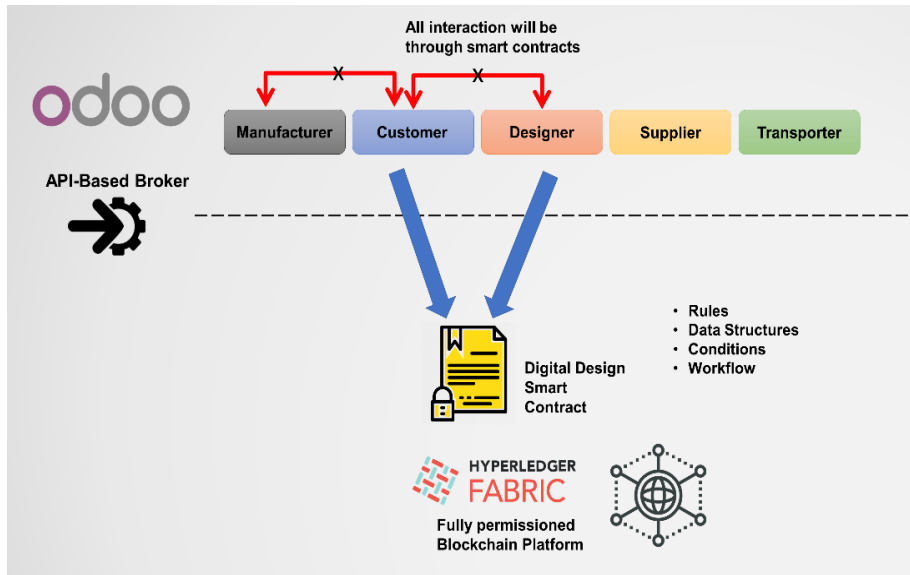 All interaction will be
through smart contracts
odoo
X
X
Manufacturer
Customer
Designer
Supplier
Transporter
API-Based Broker
• Rules
• Data Structures
• Conditions
• Workflow
Digital Design
Smart
Contract
HYPERLEDGER
FABRIC
Fully permissioned
Blockchain Platform